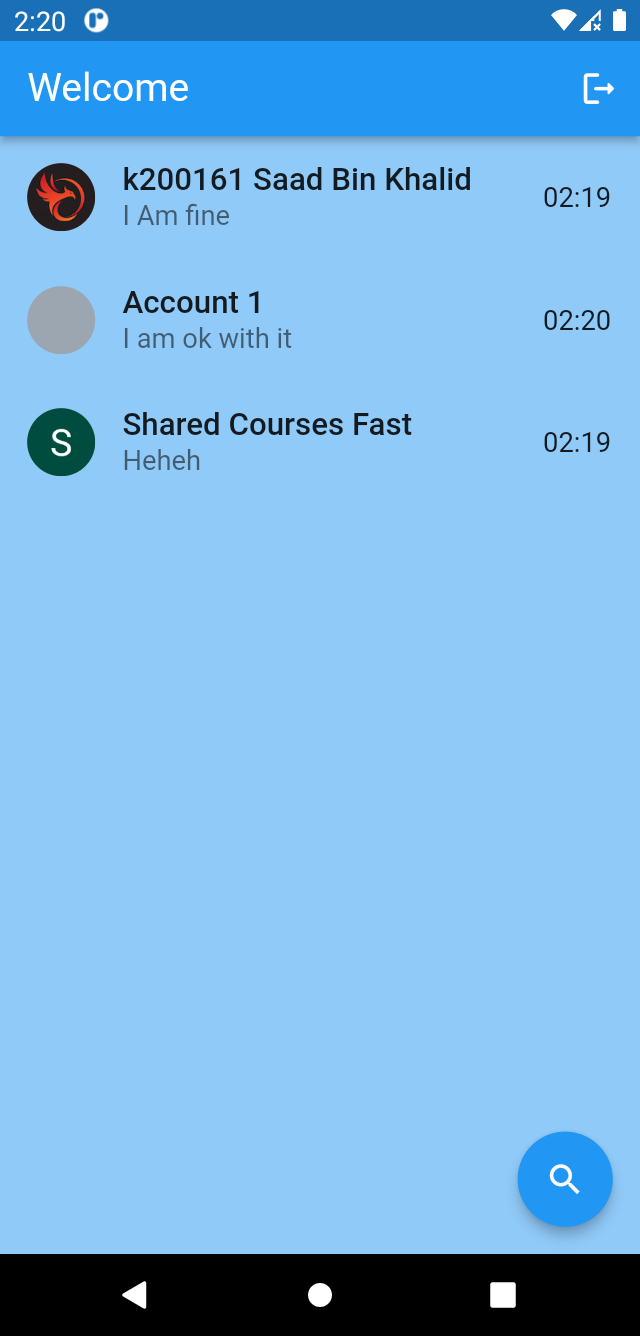 2:20
Welcome
k200161 Saad Bin Khalid
I Am fine
02:19
Account 1
I am ok with it
02:20
S
Shared Courses Fast
Heheh
02:19